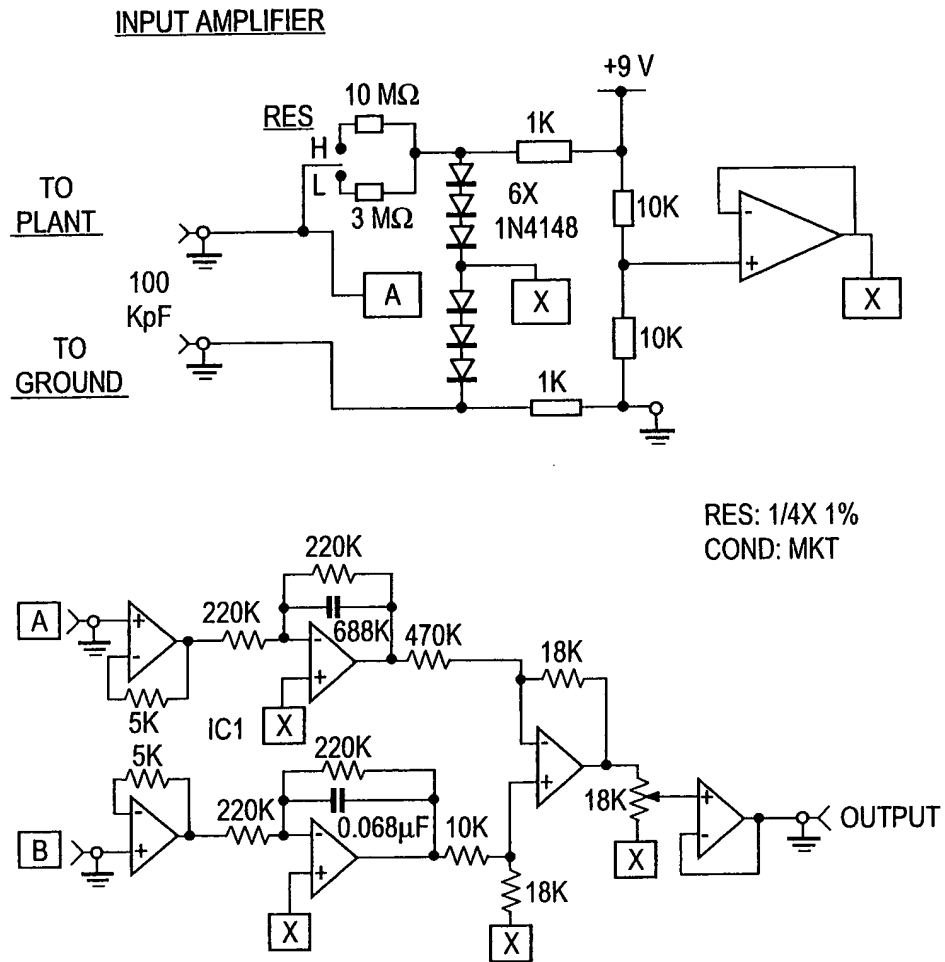 INPUT AMPLIFIER
+9 V
10 MΩ
RES
1K
H
L
TO
PLANT
6X
1N4148
10K
3 MΩ
-
+
A
X
X
100
KpF
10K
TO
GROUND
1K
RES: 1/4X 1%
COND: MKT
220K
A
+
-
220K
688K
470K
18K
-
+
5K
IC1
X
5K
220K
-
+
18K
+
-
OUTPUT
B
-
+
220K
0.068µF
10K
X
-
+
18K
X
X